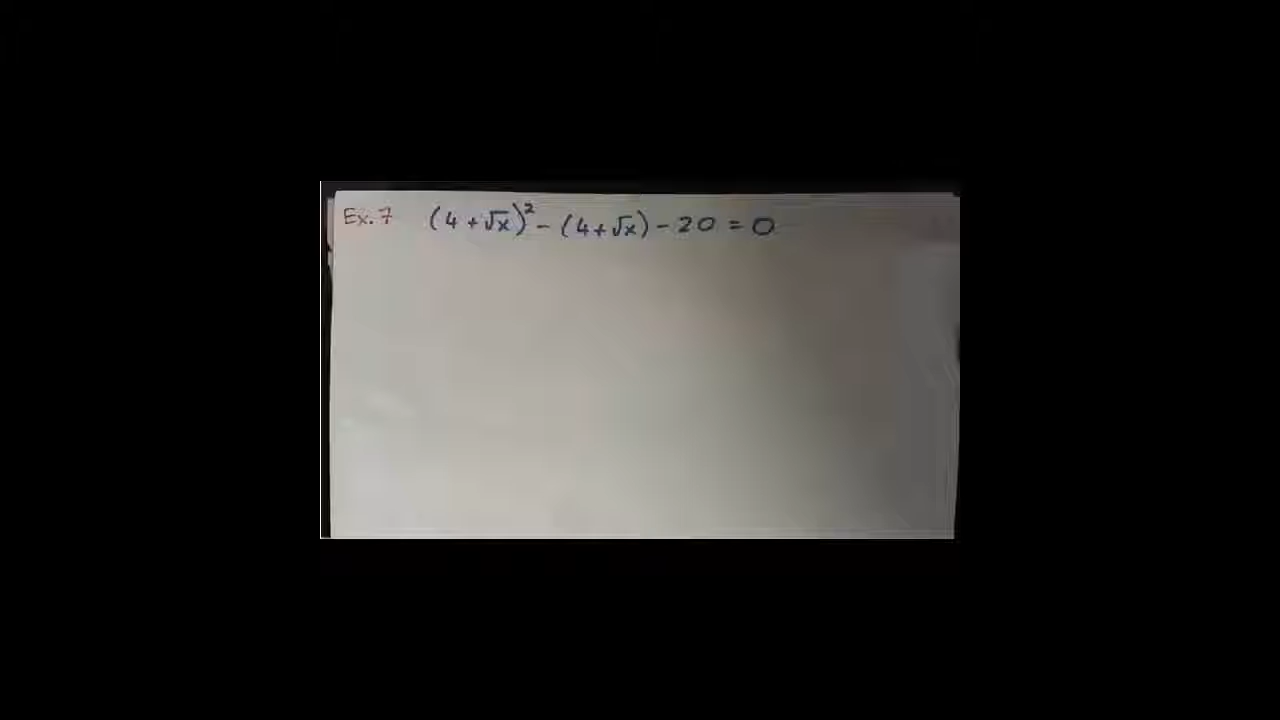 Ex. 7 (4 + √x)² - (4 + √x) - 20 = 0